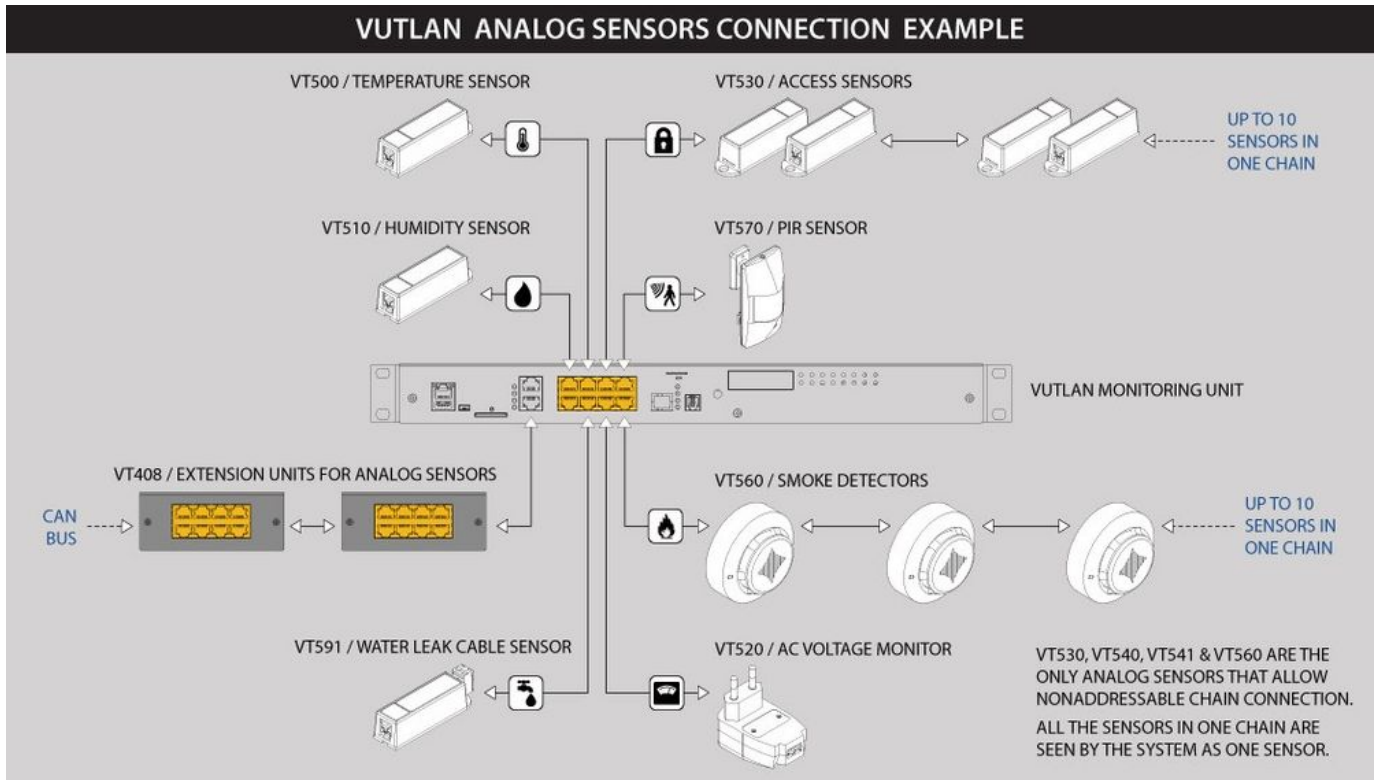 VUTLAN ANALOG SENSORS CONNECTION EXAMPLE
VT500 / TEMPERATURE SENSOR
VT530 / ACCESS SENSORS
UP TO 10
SENSORS IN
ONE CHAIN
VT510 / HUMIDITY SENSOR
VT570 / PIR SENSOR
VUTLAN MONITORING UNIT
VT408 / EXTENSION UNITS FOR ANALOG SENSORS
CAN
BUS
VT560 / SMOKE DETECTORS
UP TO 10
SENSORS IN
ONE CHAIN
VT591 / WATER LEAK CABLE SENSOR
VT520 / AC VOLTAGE MONITOR
VT530, VT540, VT541 & VT560 ARE THE
ONLY ANALOG SENSORS THAT ALLOW
NONADDRESSABLE CHAIN CONNECTION.
ALL THE SENSORS IN ONE CHAIN ARE
SEEN BY THE SYSTEM AS ONE SENSOR.